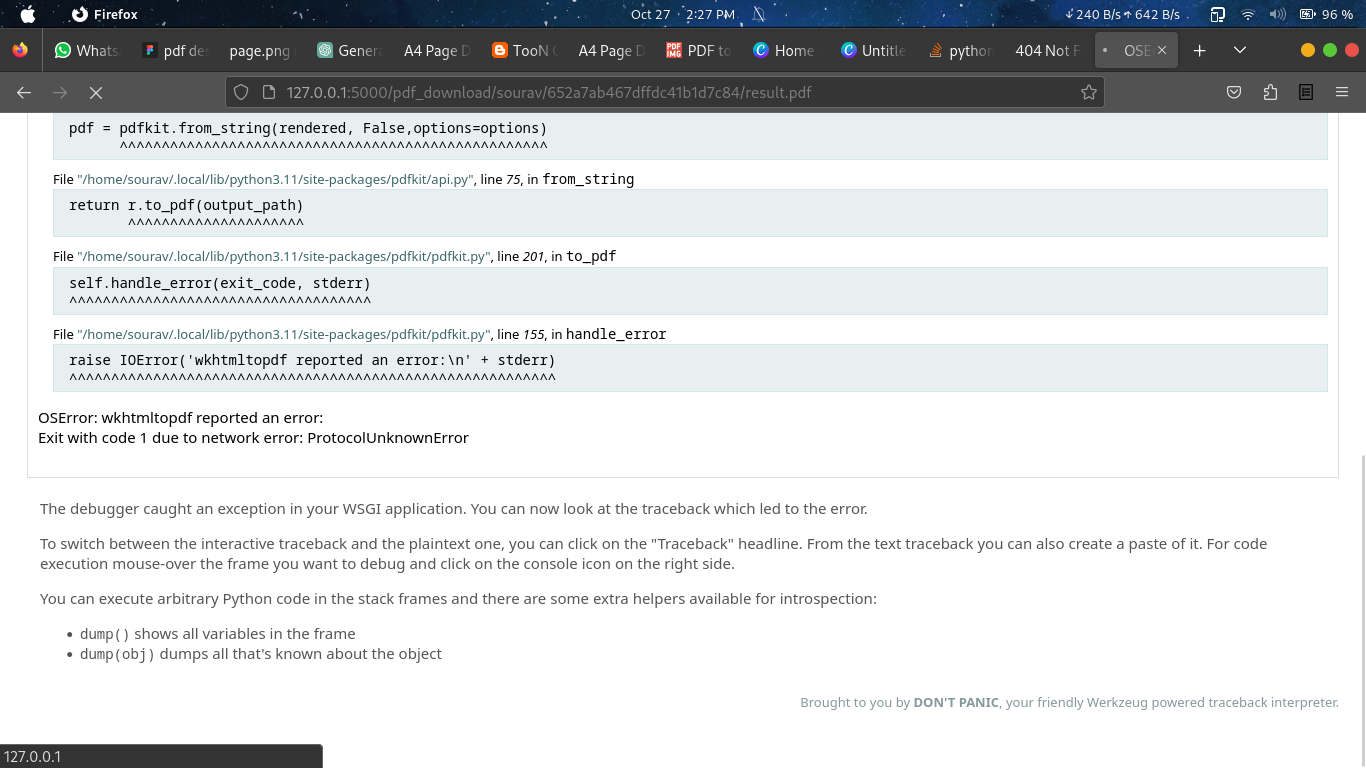 Firefox
Oct 27 · 2:27 PM
240 B/s 642 B/s
96 %
Whats
pdf de
page.png
Genera
A4 Page D
TooN
A4 Page D
PDF to
Home
Untitle
python
404 Not F
OSE
127.0.0.1:5000/pdf_download/sourav/652a7ab467dffdc41b1d7c84/result.pdf
pdf = pdfkit.from_string(rendered, False,options=options)
^^^^^^^^^^^^^^^^^^^^^^^^^^^^^^^^^^^^^^^^^^^^^^^^^^^
File "/home/sourav/.local/lib/python3.11/site-packages/pdfkit/api.py", line 75, in from_string
return r.to_pdf(output_path)
^^^^^^^^^^^^^^^^^^^^^
File "/home/sourav/.local/lib/python3.11/site-packages/pdfkit/pdfkit.py", line 201, in to_pdf
self.handle_error(exit_code, stderr)
^^^^^^^^^^^^^^^^^^^^^^^^^^^^^^^^^^^^
File "/home/sourav/.local/lib/python3.11/site-packages/pdfkit/pdfkit.py", line 155, in handle_error
raise IOError('wkhtmltopdf reported an error:\n' + stderr)
^^^^^^^^^^^^^^^^^^^^^^^^^^^^^^^^^^^^^^^^^^^^^^^^^^^^^^^^^^
OSError: wkhtmltopdf reported an error:
Exit with code 1 due to network error: ProtocolUnknownError
The debugger caught an exception in your WSGI application. You can now look at the traceback which led to the error.
To switch between the interactive traceback and the plaintext one, you can click on the "Traceback" headline. From the text traceback you can also create a paste of it. For code
execution mouse-over the frame you want to debug and click on the console icon on the right side.
You can execute arbitrary Python code in the stack frames and there are some extra helpers available for introspection:
• dump() shows all variables in the frame
• dump(obj) dumps all that's known about the object
Brought to you by DON'T PANIC, your friendly Werkzeug powered traceback interpreter.
127.0.0.1